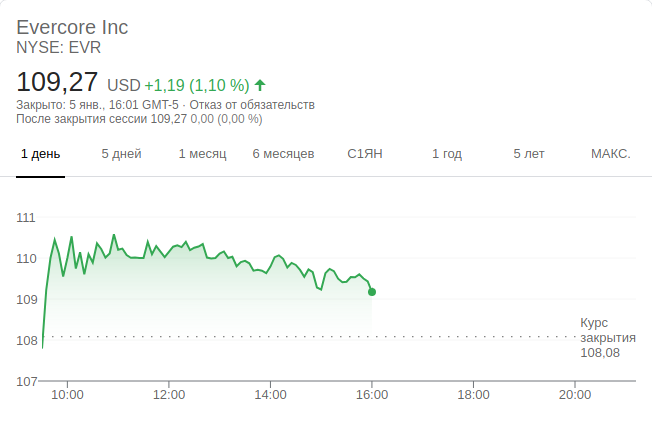 Evercore Inc
NYSE: EVR
109,27 USD +1,19 (1,10 %)
Закрыто: 5 янв., 16:01 GMT-5 · Отказ от обязательств
После закрытия сессии 109,27 0,00 (0,00 %)
1 день 5 дней 1 месяц 6 месяцев С1ЯН 1 год 5 лет МАКС.
111
110
109
Курс
закрытия
108,08
108
107
10:00 12:00 14:00 16:00 18:00 20:00